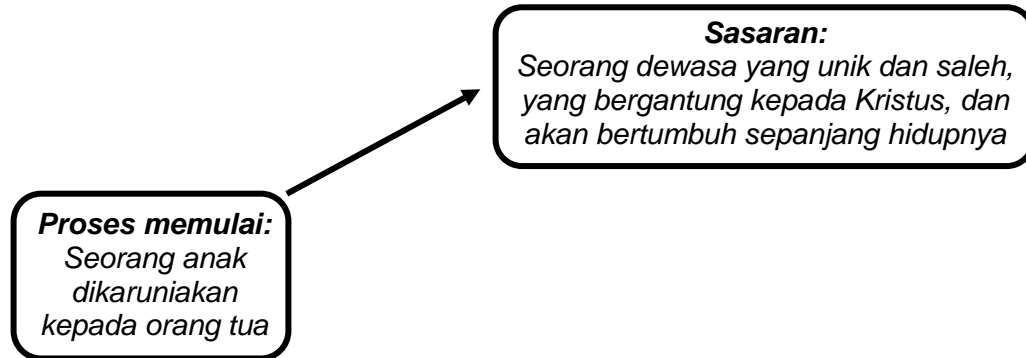 Sasaran:
Seorang dewasa yang unik dan saleh,
yang bergantung kepada Kristus, dan
akan bertumbuh sepanjang hidupnya
Proses memulai:
Seorang anak
dikaruniakan
kepada orang tua